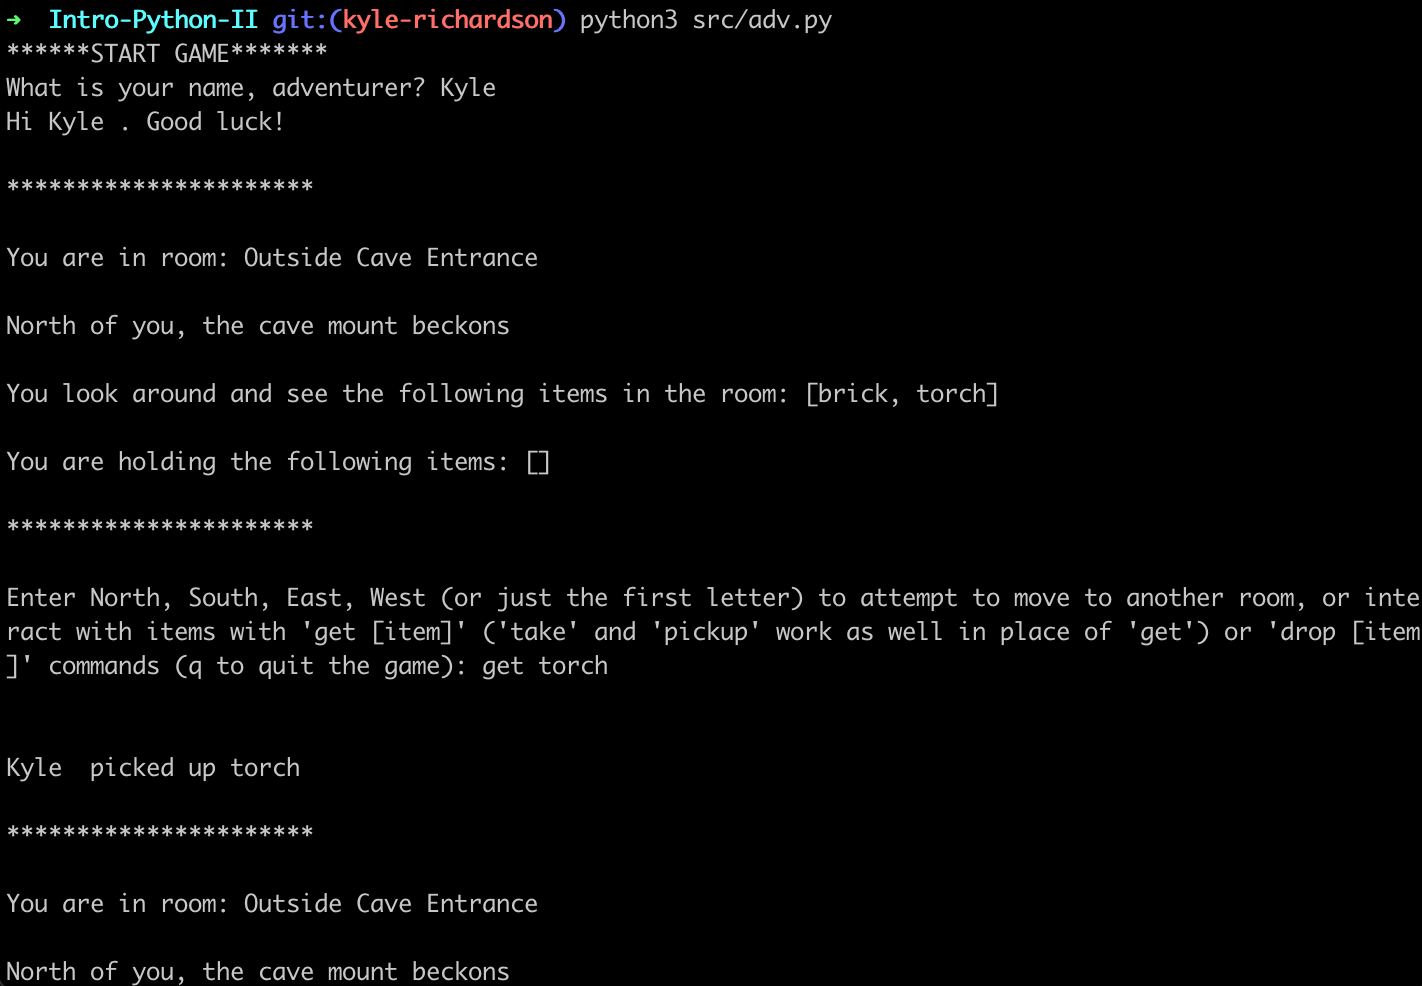 ➜  Intro-Python-II git:(kyle-richardson) python3 src/adv.py
******START GAME*******
What is your name, adventurer? Kyle
Hi Kyle . Good luck!
**********************
You are in room: Outside Cave Entrance
North of you, the cave mount beckons
You look around and see the following items in the room: [brick, torch]
You are holding the following items: []
**********************
Enter North, South, East, West (or just the first letter) to attempt to move to another room, or inte
ract with items with 'get [item]' ('take' and 'pickup' work as well in place of 'get') or 'drop [item
]' commands (q to quit the game): get torch
Kyle  picked up torch
**********************
You are in room: Outside Cave Entrance
North of you, the cave mount beckons